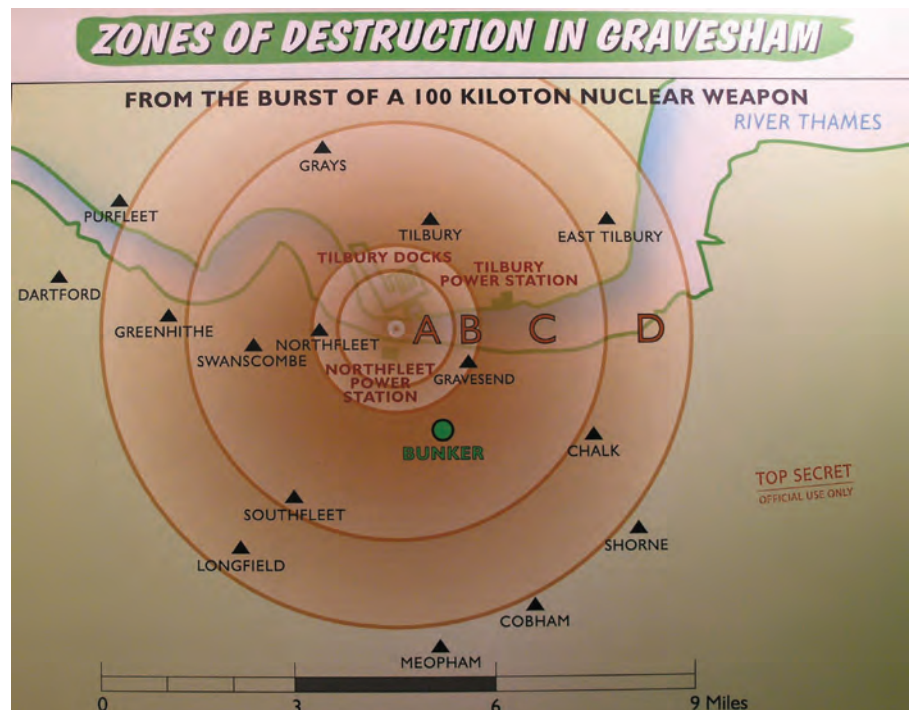 ZONES OF DESTRUCTION IN GRAVESHAM
FROM THE BURST OF A 100 KILOTON NUCLEAR WEAPON
RIVER THAMES
GRAYS
PURFLEET
TILBURY
EAST TILBURY
TILBURY DOCKS
TILBURY
POWER STATION
DARTFORD
GREENHITHE
NORTHFLEET
A B C D
SWANSCOMBE
NORTHFLEET
POWER
STATION
GRAVESEND
BUNKER
CHALK
TOP SECRET
OFFICIAL USE ONLY
SOUTHFLEET
SHORNE
LONGFIELD
COBHAM
MEOPHAM
0 3 6 9 Miles